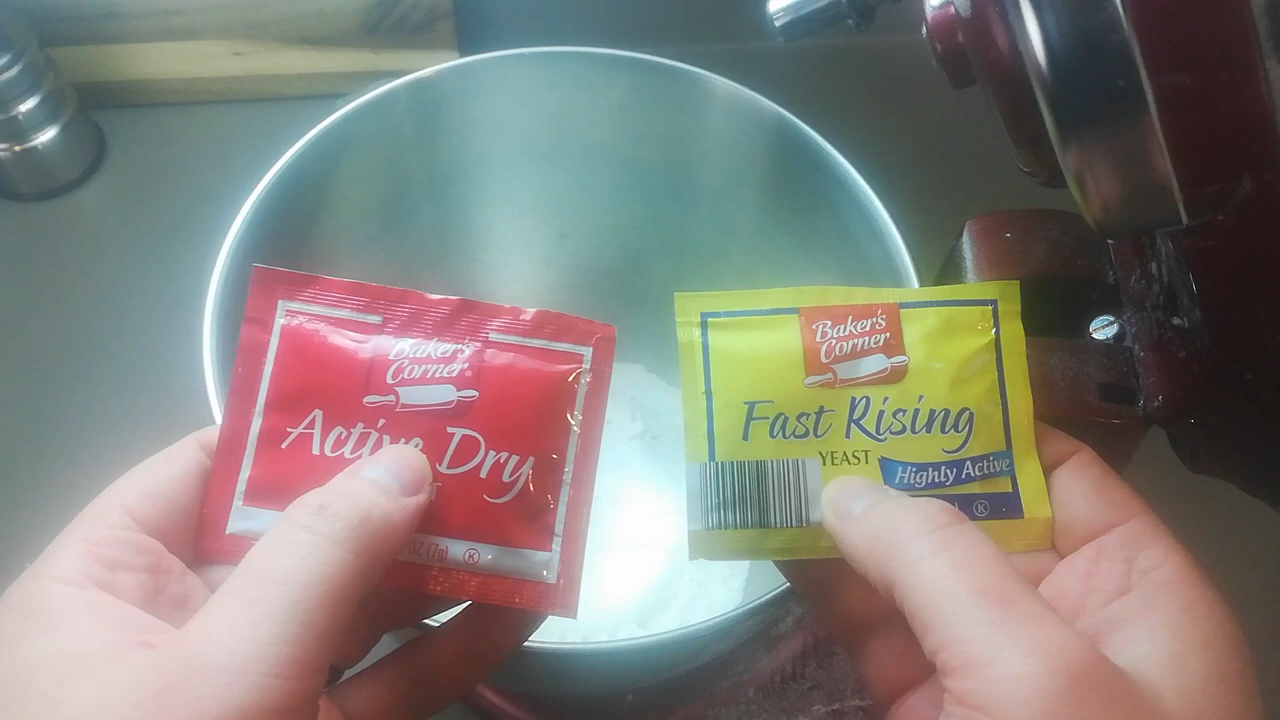 Baker's
Corner®
Active Dry
OZ (7g) K
Baker's
Corner
Fast Rising
YEAST
Highly Active
K